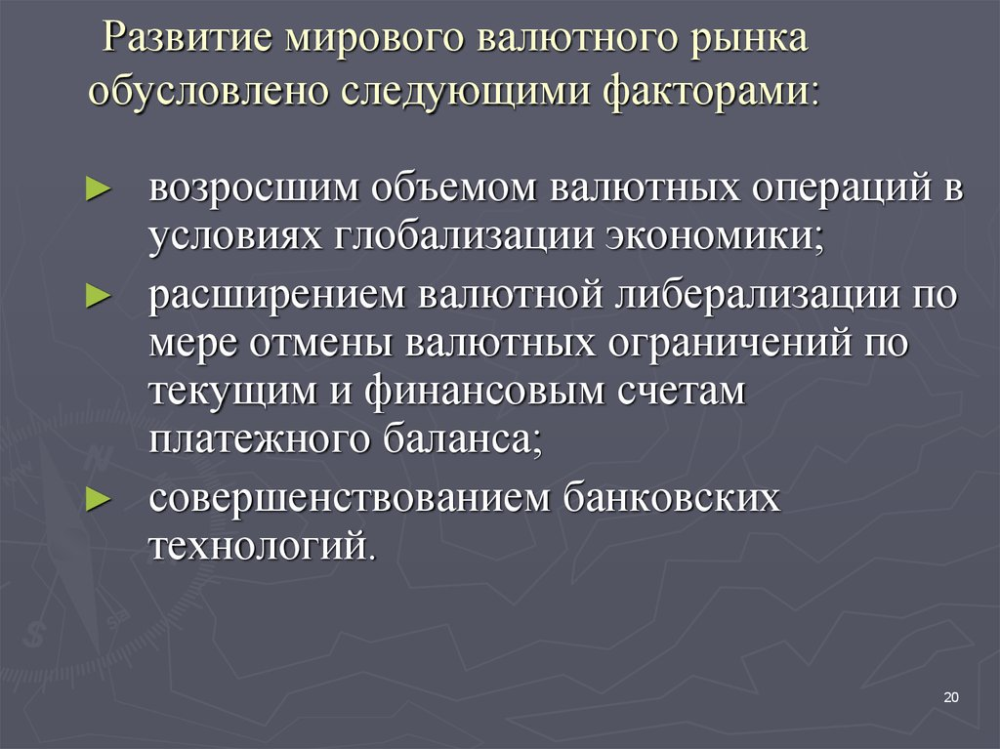 Развитие мирового валютного рынка
обусловлено следующими факторами:
► возросшим объемом валютных операций в
условиях глобализации экономики;
► расширением валютной либерализации по
мере отмены валютных ограничений по
текущим и финансовым счетам
платежного баланса;
► совершенствованием банковских
технологий.
N
S
20